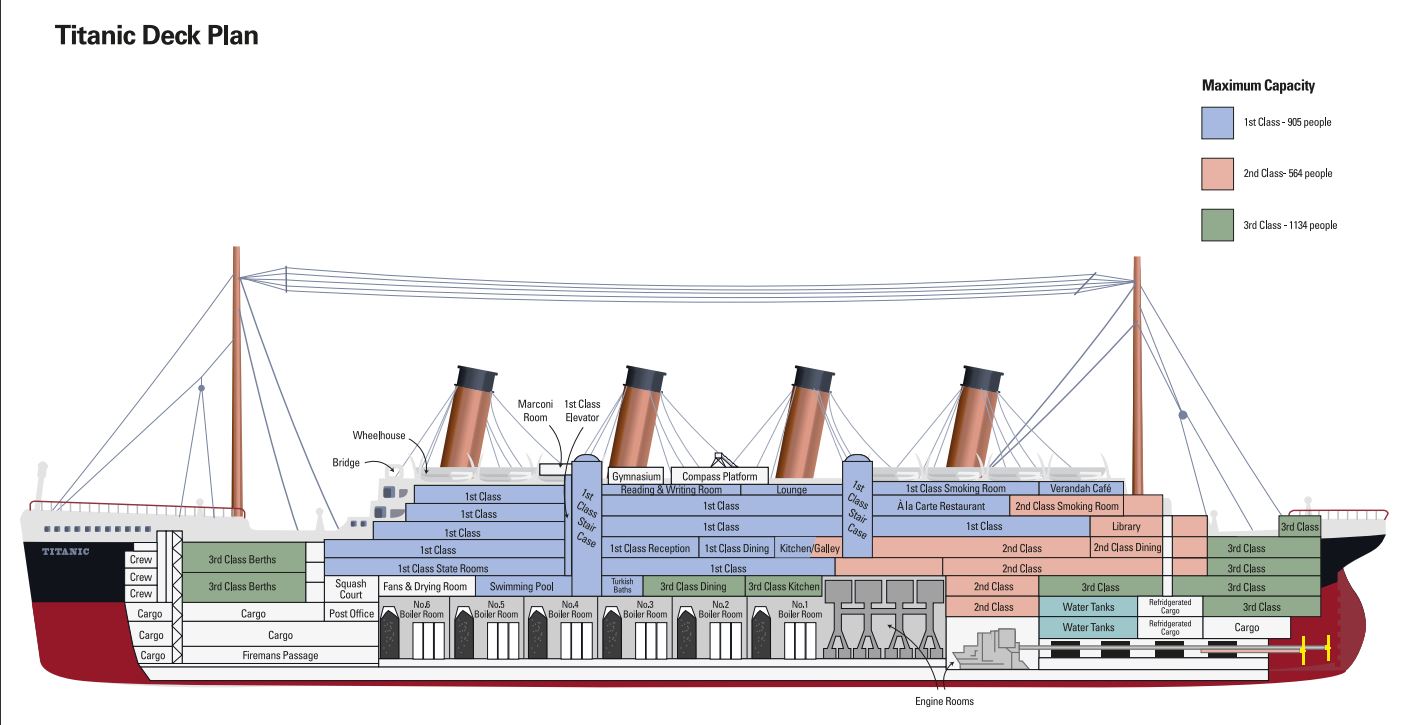 Titanic Deck Plan
Maximum Capacity
1st Class - 905 people
2nd Class- 564 people
3rd Class - 1134 people
Marconi
Room
1st Class
Elevator
Wheelhouse
Bridge
Gymnasium
Compass Platform
1st
Class
Stair
Case
1st
Class
Stair
Case
1st Class
Reading & Writing Room
Lounge
1st Class Smoking Room
Verandah Café
1st Class
1st Class
À la Carte Restaurant
2nd Class Smoking Room
1st Class
1st Class
1st Class
Library
3rd Class
TITANIC
1st Class
1st Class Reception
1st Class Dining
Kitchen/Galley
2nd Class
2nd Class Dining
3rd Class
Crew
3rd Class Berths
1st Class State Rooms
1st Class
2nd Class
3rd Class
Crew
Crew
3rd Class Berths
Squash
Court
Fans & Drying Room
Swimming Pool
Turkish
Baths
3rd Class Dining
3rd Class Kitchen
2nd Class
3rd Class
3rd Class
Cargo
Cargo
Post Office
No.6
Boiler Room
No.5
Boiler Room
No.4
Boiler Room
No.3
Boiler Room
No.2
Boiler Room
No.1
Boiler Room
2nd Class
Water Tanks
Refridgerated
Cargo
3rd Class
Cargo
Cargo
Water Tanks
Refridgerated
Cargo
Cargo
Cargo
Firemans Passage
Engine Rooms